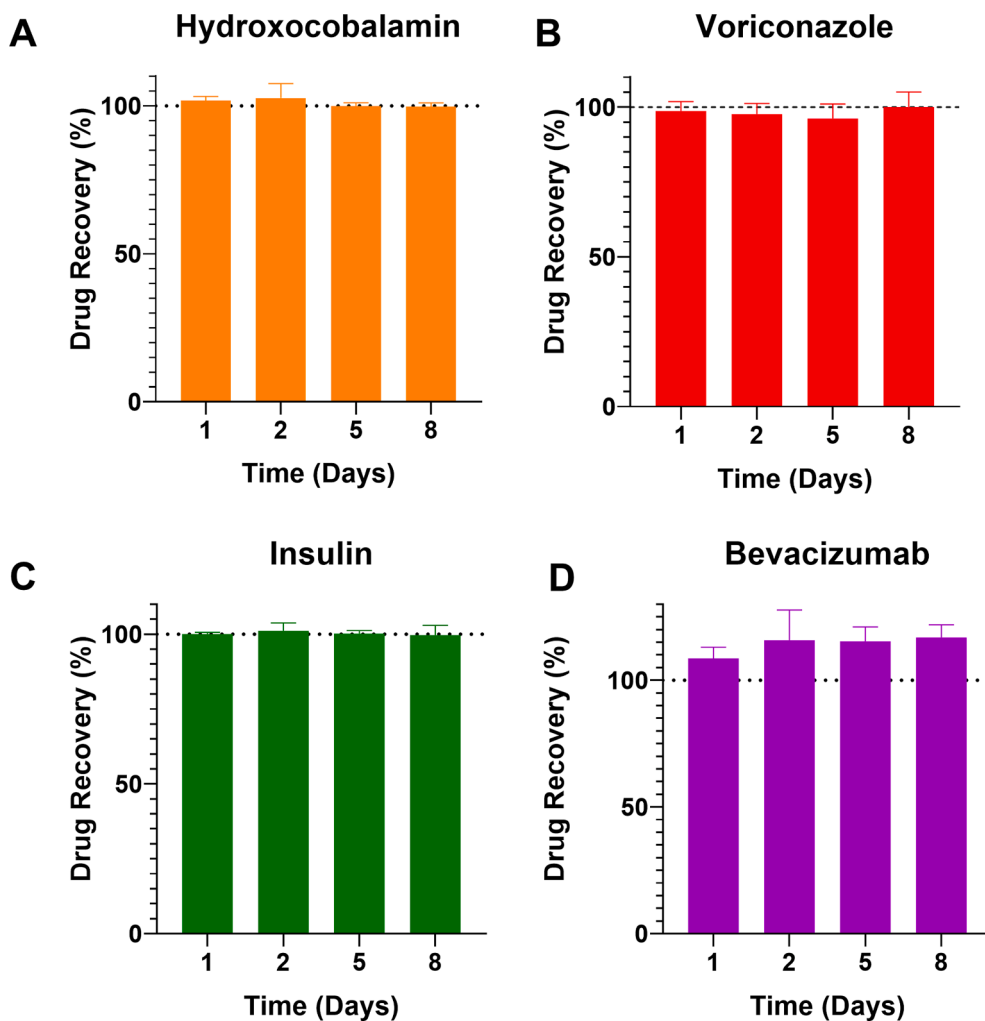 A
Hydroxocobalamin
Drug Recovery (%)
100
50
0
1 2 5 8
Time (Days)
B
Voriconazole
Drug Recovery (%)
100
50
0
1 2 5 8
Time (Days)
C
Insulin
Drug Recovery (%)
100
50
0
1 2 5 8
Time (Days)
D
Bevacizumab
Drug Recovery (%)
100
50
0
1 2 5 8
Time (Days)